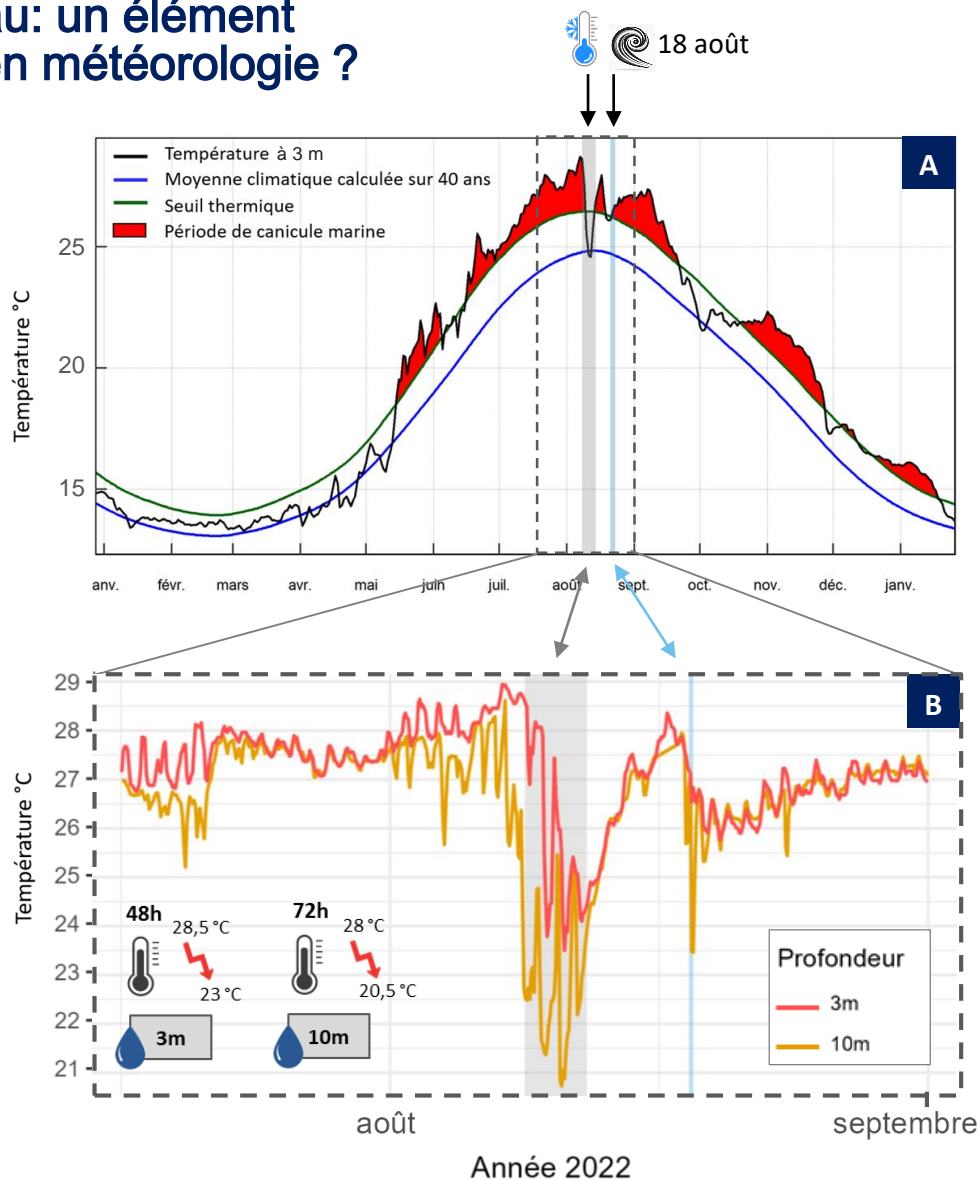 au: un élément
en météorologie ?
18 août
A
Température à 3 m
Moyenne climatique calculée sur 40 ans
Seuil thermique
Période de canicule marine
Température °C
25
20
15
anv. févr. mars avr. mai juin juil. août sept. oct. nov. déc. janv.
B
Température °C
29
28
27
26
25
24
23
22
21
48h
28,5 °C
23 °C
3m
72h
28 °C
20,5 °C
10m
Profondeur
3m
10m
août
septembre
Année 2022